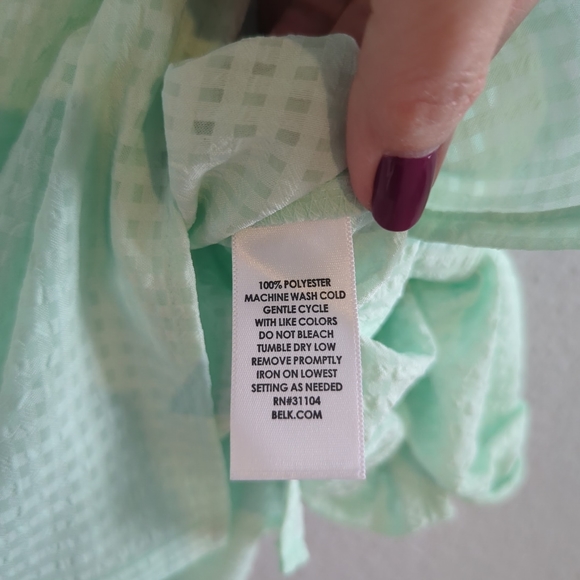 100% POLYESTER
MACHINE WASH COLD
GENTLE CYCLE
WITH LIKE COLORS
DO NOT BLEACH
TUMBLE DRY LOW
REMOVE PROMPTLY
IRON ON LOWEST
SETTING AS NEEDED
RN#31104
BELK.COM